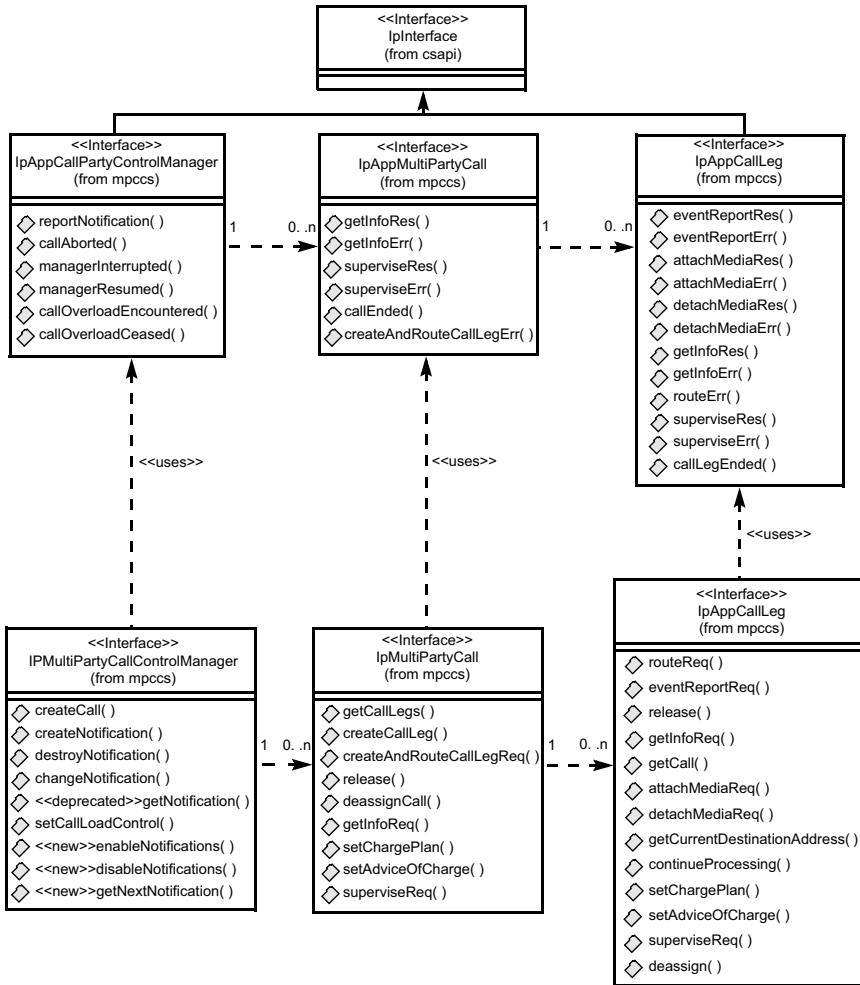 <<Interface>>
IpInterface
(from csapi)
<<Interface>>
IpAppCallPartyControlManager
(from mpccs)
reportNotification( )
callAborted( )
managerInterrupted( )
managerResumed( )
callOverloadEncountered( )
callOverloadCeased( )
1
0. .n
<<Interface>>
IpAppMultiPartyCall
(from mpccs)
getInfoRes( )
getInfoErr( )
superviseRes( )
superviseErr( )
callEnded( )
createAndRouteCallLegErr( )
1
0. .n
<<Interface>>
IpAppCallLeg
(from mpccs)
eventReportRes( )
eventReportErr( )
attachMediaRes( )
attachMediaErr( )
detachMediaRes( )
detachMediaErr( )
getInfoRes( )
getInfoErr( )
routeErr( )
superviseRes( )
superviseErr( )
callLegEnded( )
<<uses>>
<<uses>>
<<uses>>
<<Interface>>
IPMultiPartyCallControlManager
(from mpccs)
createCall( )
createNotification( )
destroyNotification( )
changeNotification( )
<<deprecated>>getNotification( )
setCallLoadControl( )
<<new>>enableNotifications( )
<<new>>disableNotifications( )
<<new>>getNextNotification( )
1
0. .n
<<Interface>>
IpMultiPartyCall
(from mpccs)
getCallLegs( )
createCallLeg( )
createAndRouteCallLegReq( )
release( )
deassignCall( )
getInfoReq( )
setChargePlan( )
setAdviceOfCharge( )
superviseReq( )
1
0. .n
<<Interface>>
IpAppCallLeg
(from mpccs)
routeReq( )
eventReportReq( )
release( )
getInfoReq( )
getCall( )
attachMediaReq( )
detachMediaReq( )
getCurrentDestinationAddress( )
continueProcessing( )
setChargePlan( )
setAdviceOfCharge( )
superviseReq( )
deassign( )